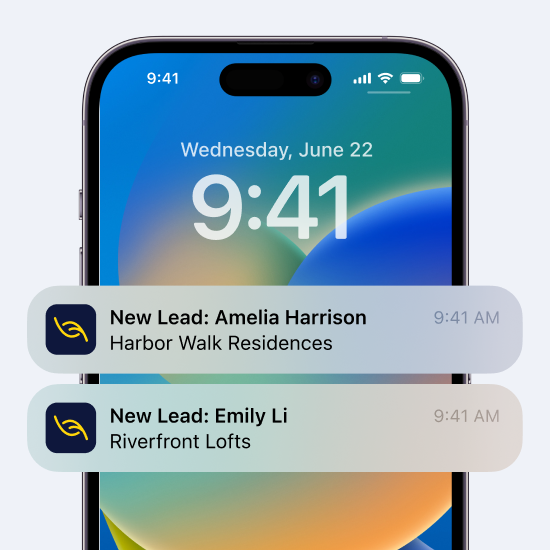 9:41
Wednesday, June 22
9:41
New Lead: Amelia Harrison
9:41 AM
Harbor Walk Residences
New Lead: Emily Li
9:41 AM
Riverfront Lofts